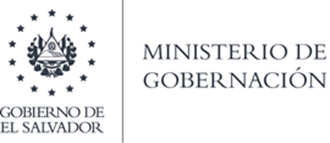 GOBIERNO DE
EL SALVADOR
MINISTERIO DE
GOBERNACIÓN